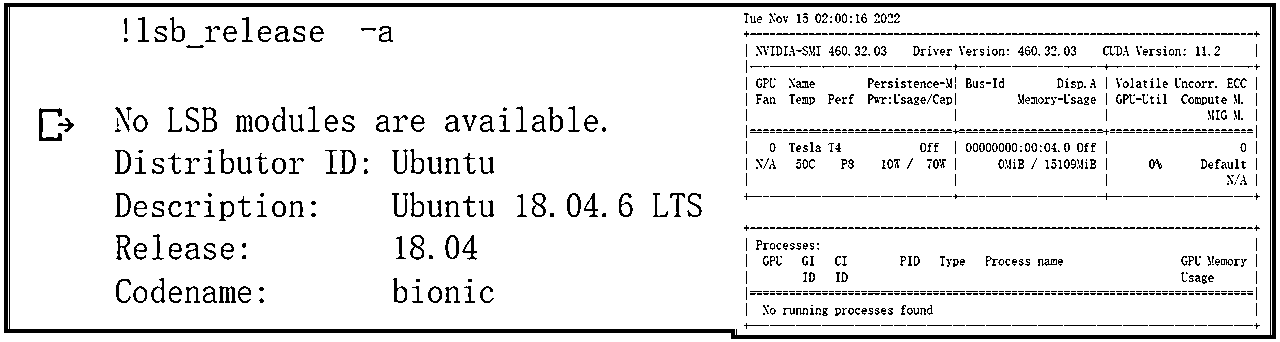 !lsb_release -a
No LSB modules are available.
Distributor ID: Ubuntu
Description: Ubuntu 18.04.6 LTS
Release: 18.04
Codename: bionic
Tue Nov 15 02:00:16 2022
NVIDIA-SMI 460.32.03 Driver Version: 460.32.03 CUDA Version: 11.2
GPU Name Persistence-M| Bus-Id Disp.A | Volatile Uncorr. ECC
Fan Temp Perf Pwr:Usage/Cap| Memory-Usage | GPU-Util Compute M.
MIG M.
0 Tesla T4 Off | 00000000:00:04.0 Off | 0
N/A 50C P8 10W / 70W | 0MiB / 15109MiB | 0% Default
N/A
Processes:
GPU GI CI PID Type Process name GPU Memory
ID ID Usage
No running processes found